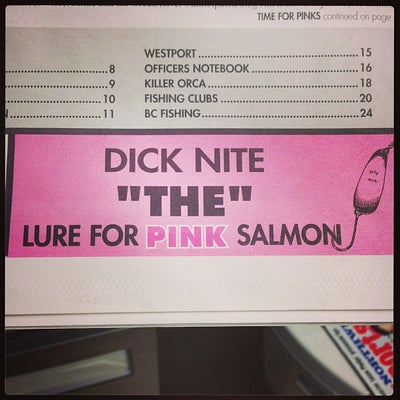 TIME FOR PINKS continued on page
WESTPORT 15
8 OFFICERS NOTEBOOK 16
9 KILLER ORCA 18
10 FISHING CLUBS 20
11 BC FISHING 24
DICK NITE
"THE"
LURE FOR PINK SALMON